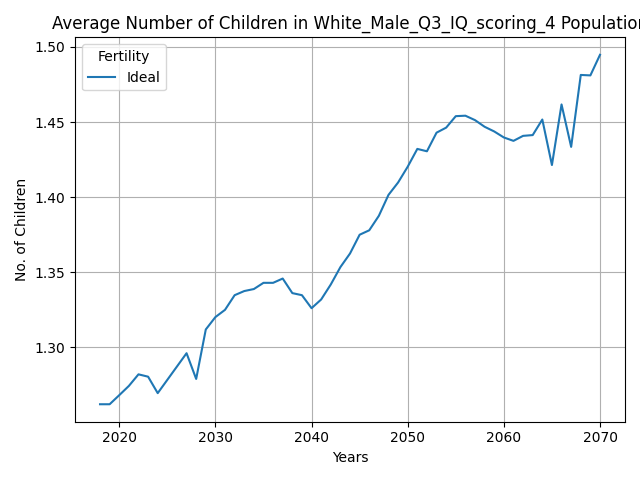 Average Number of Children in White_Male_Q3_IQ_scoring_4 Population
Fertility
Ideal
No. of Children
1.50
1.45
1.40
1.35
1.30
2020 2030 2040 2050 2060 2070
Years